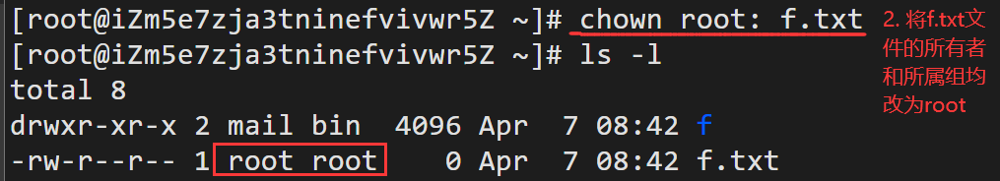 [root@iZm5e7zja3tninefvivwr5Z ~]# chown root: f.txt
[root@iZm5e7zja3tninefvivwr5Z ~]# ls -l
total 8
drwxr-xr-x 2 mail bin  4096 Apr  7 08:42 f
-rw-r--r-- 1 root root    0 Apr  7 08:42 f.txt
2. 将f.txt文
件的所有者
和所属组均
改为root